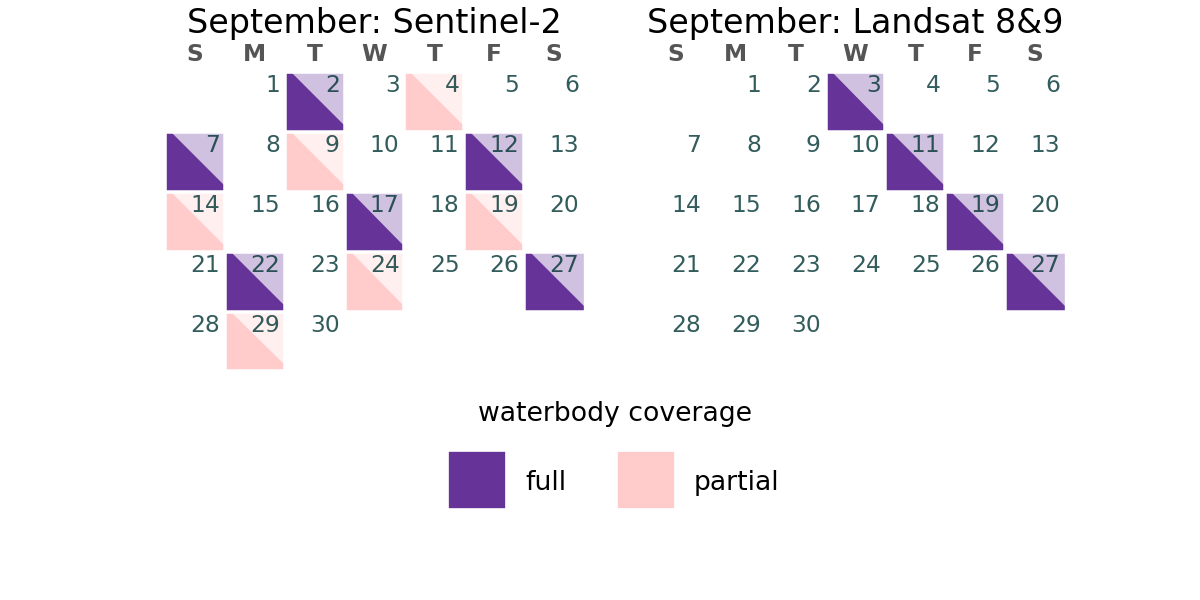 September: Sentinel-2
S M T W T F S
1 2 3 4 5 6
7 8 9 10 11 12 13
14 15 16 17 18 19 20
21 22 23 24 25 26 27
28 29 30
September: Landsat 8&9
S M T W T F S
1 2 3 4 5 6
7 8 9 10 11 12 13
14 15 16 17 18 19 20
21 22 23 24 25 26 27
28 29 30
waterbody coverage
full partial